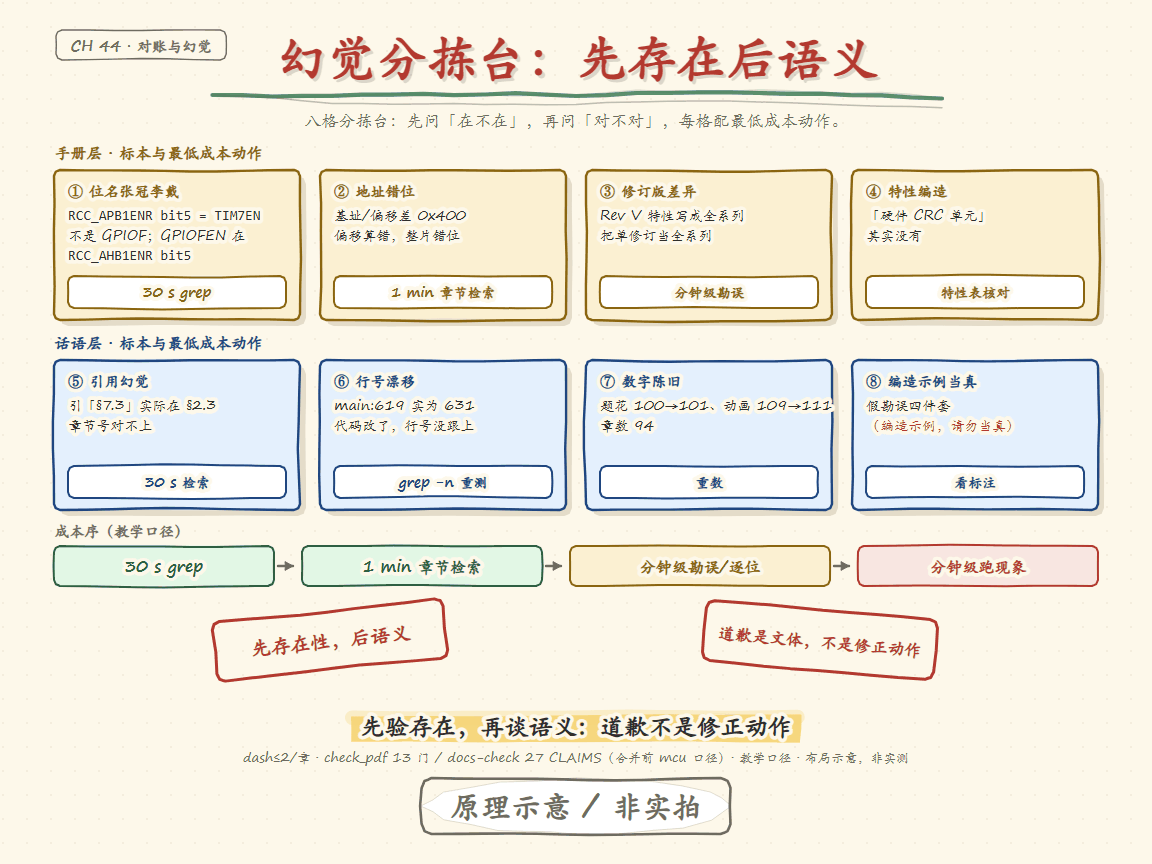 CH 44 · 对账与幻觉
幻觉分拣台：先存在后语义
八格分拣台：先问「在不在」，再问「对不对」，每格配最低成本动作。
手册层 · 标本与最低成本动作
① 位名张冠李戴
RCC_APB1ENR bit5 = TIM7EN
不是 GPIOF；GPIOFEN 在
RCC_AHB1ENR bit5
30 s grep
② 地址错位
基址/偏移差 0x400
偏移算错，整片错位
1 min 章节检索
③ 修订版差异
Rev V 特性写成全系列
把单修订当全系列
分钟级勘误
④ 特性编造
「硬件 CRC 单元」
其实没有
特性表核对
话语层 · 标本与最低成本动作
⑤ 引用幻觉
引「§7.3」实际在 §2.3
章节号对不上
30 s 检索
⑥ 行号漂移
main:619 实为 631
代码改了，行号没跟上
grep -n 重测
⑦ 数字陈旧
题花 100→101、动画 109→111
章数 94
重数
⑧ 编造示例当真
假勘误四件套
（编造示例，请勿当真）
看标注
成本序（教学口径）
30 s grep
1 min 章节检索
分钟级勘误/逐位
分钟级跑现象
先存在性，后语义
道歉是文体，不是修正动作
先验存在，再谈语义：道歉不是修正动作
dash≤2/章 · check_pdf 13 门 / docs-check 27 CLAIMS（合并前 mcu 口径）· 教学口径 · 布局示意，非实测
原理示意 / 非实拍